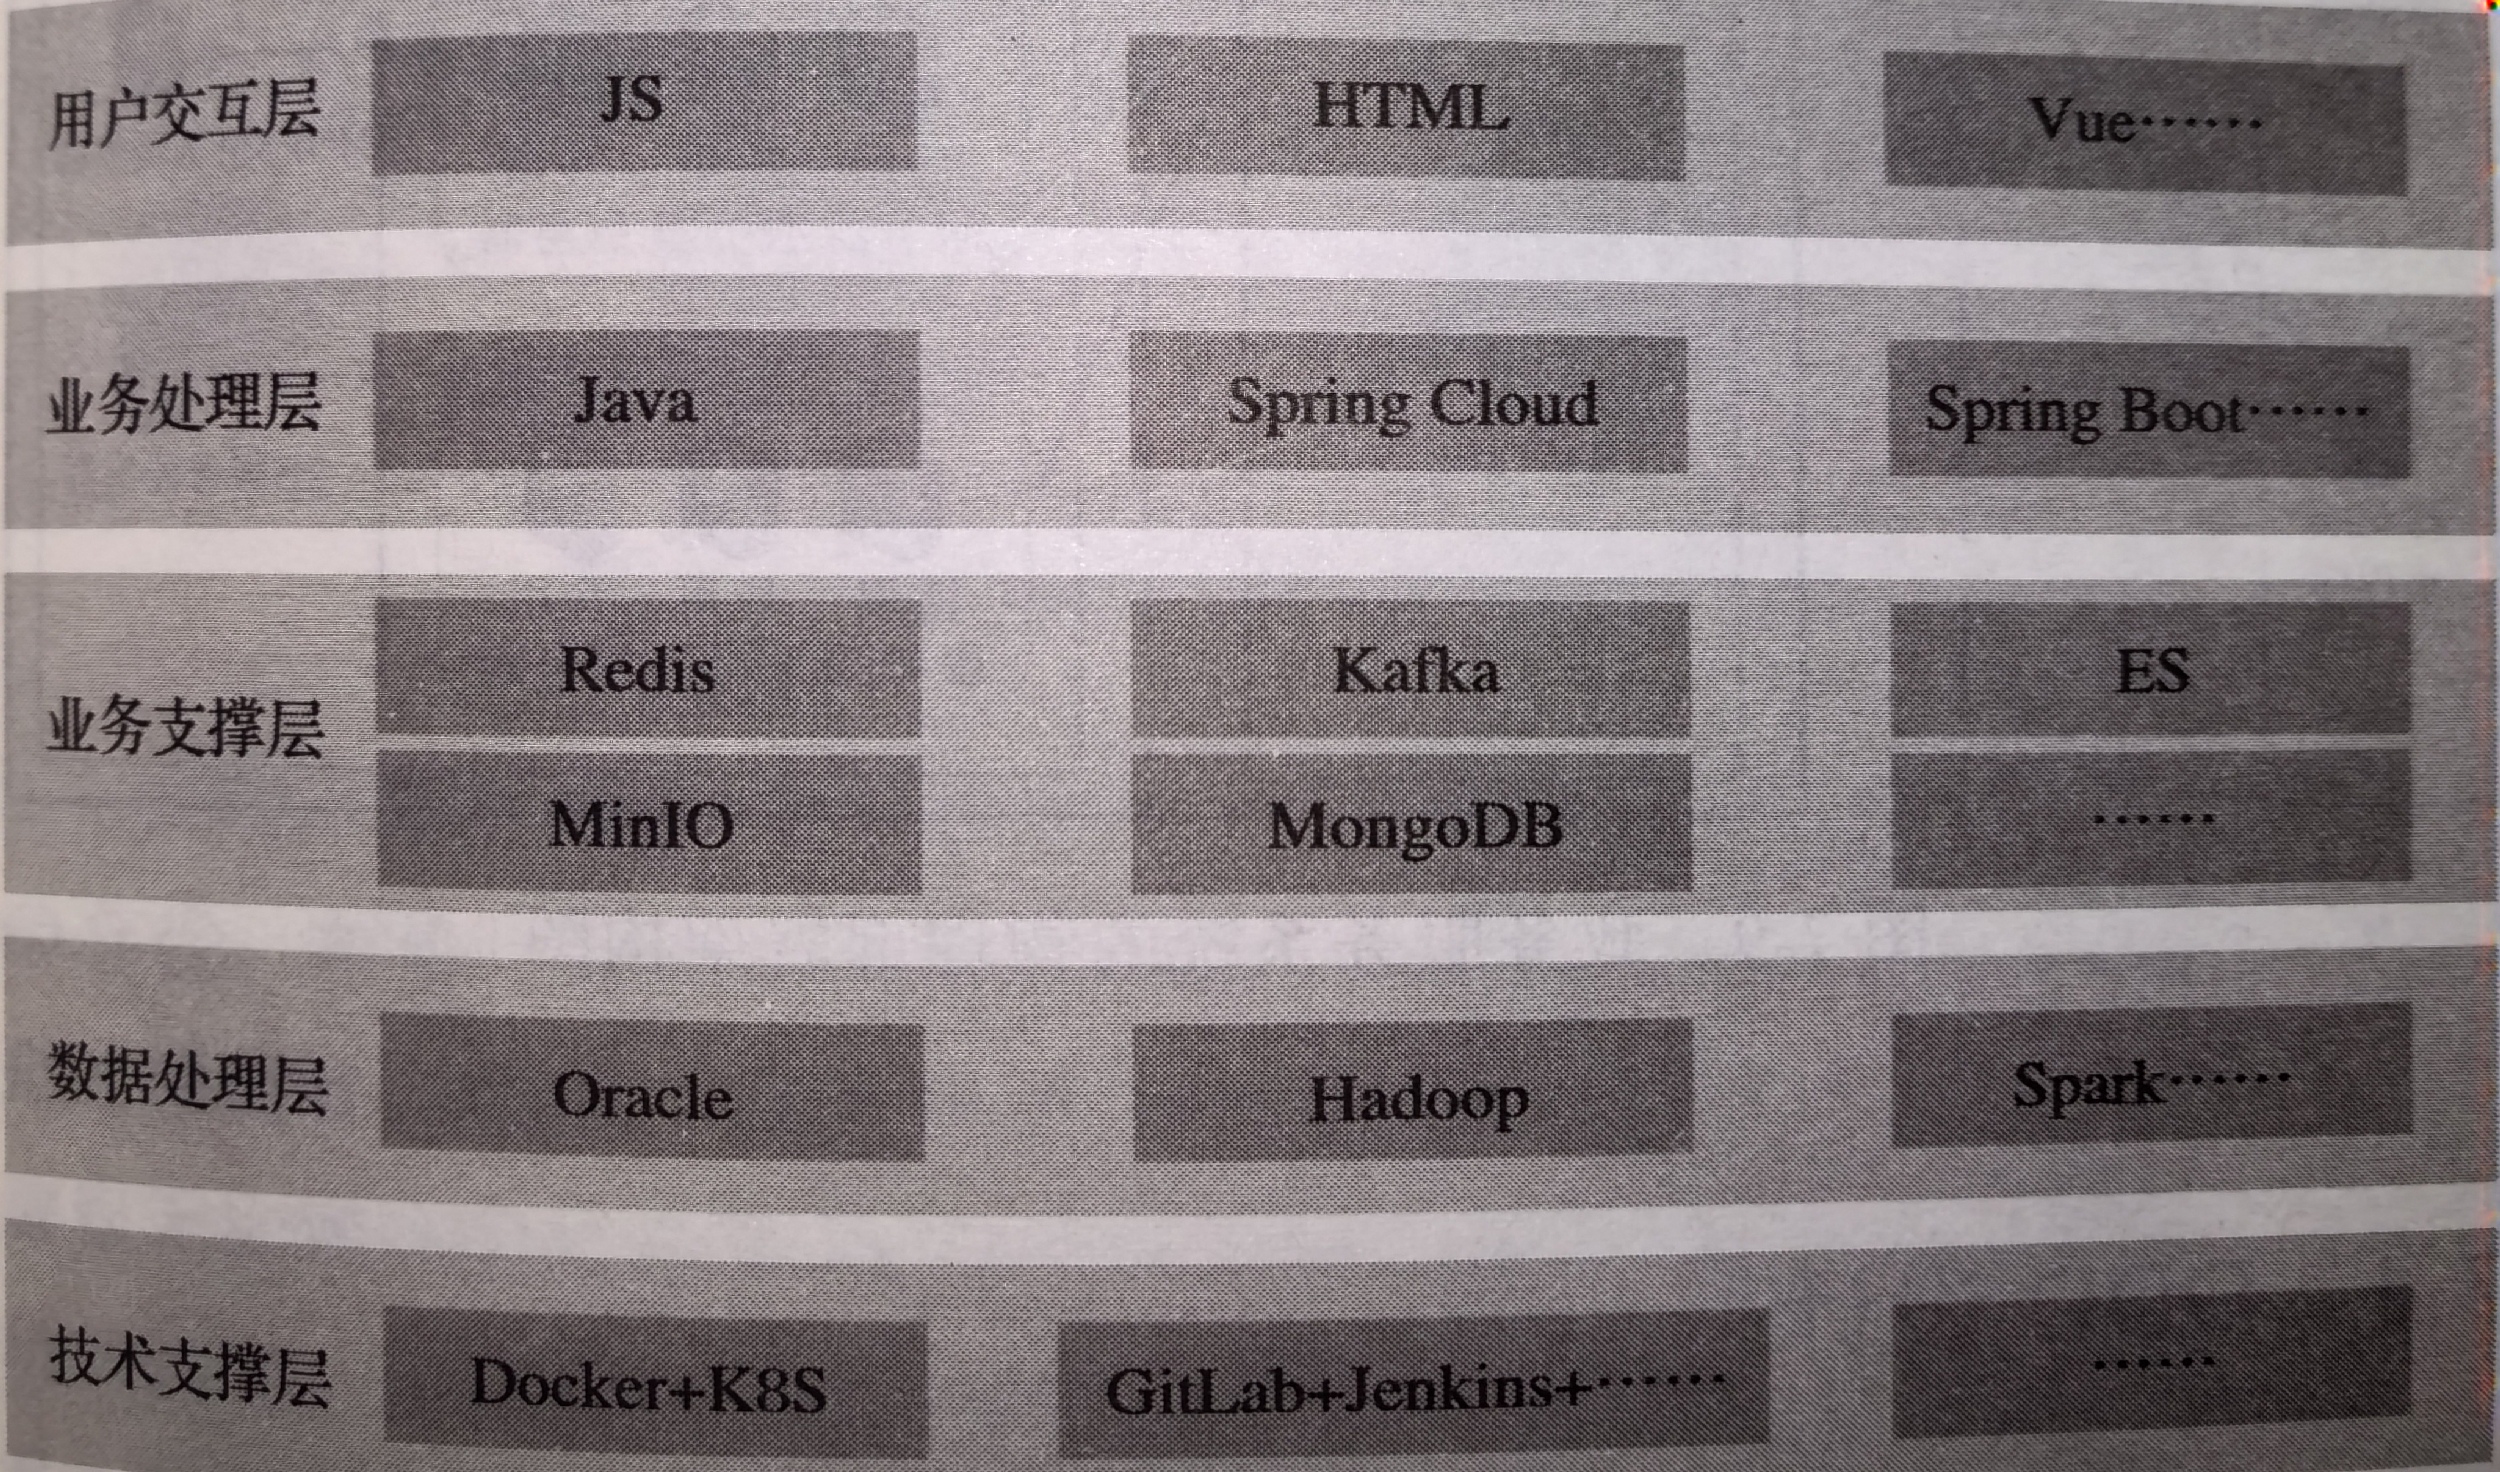 用户交互层 JS HTML Vue……
业务处理层 Java Spring Cloud Spring Boot……
业务支撑层 Redis Kafka ES
MinIO MongoDB ……
数据处理层 Oracle Hadoop Spark……
技术支撑层 Docker+K8S GitLab+Jenkins+…… ……